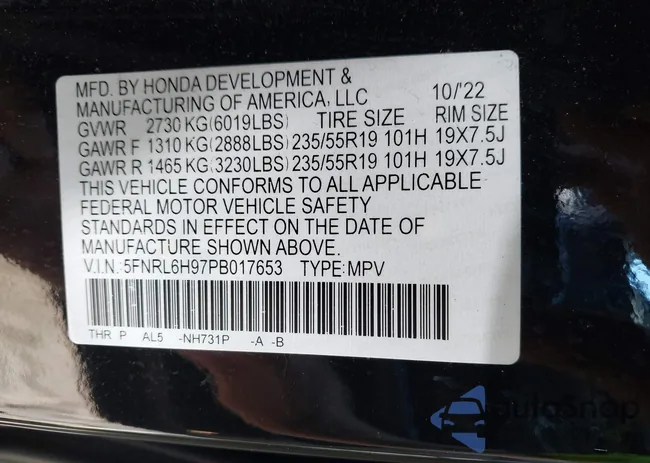 MFD. BY HONDA DEVELOPMENT &
MANUFACTURING OF AMERICA, LLC 10/'22
GVWR 2730 KG(6019LBS) TIRE SIZE RIM SIZE
GAWR F 1310 KG(2888LBS) 235/55R19 101H 19X7.5J
GAWR R 1465 KG(3230LBS) 235/55R19 101H 19X7.5J
THIS VEHICLE CONFORMS TO ALL APPLICABLE
FEDERAL MOTOR VEHICLE SAFETY
STANDARDS IN EFFECT ON THE DATE OF
MANUFACTURE SHOWN ABOVE.
V.I.N.:5FNRL6H97PB017653 TYPE:MPV
THR P AL5 -NH731P -A -B